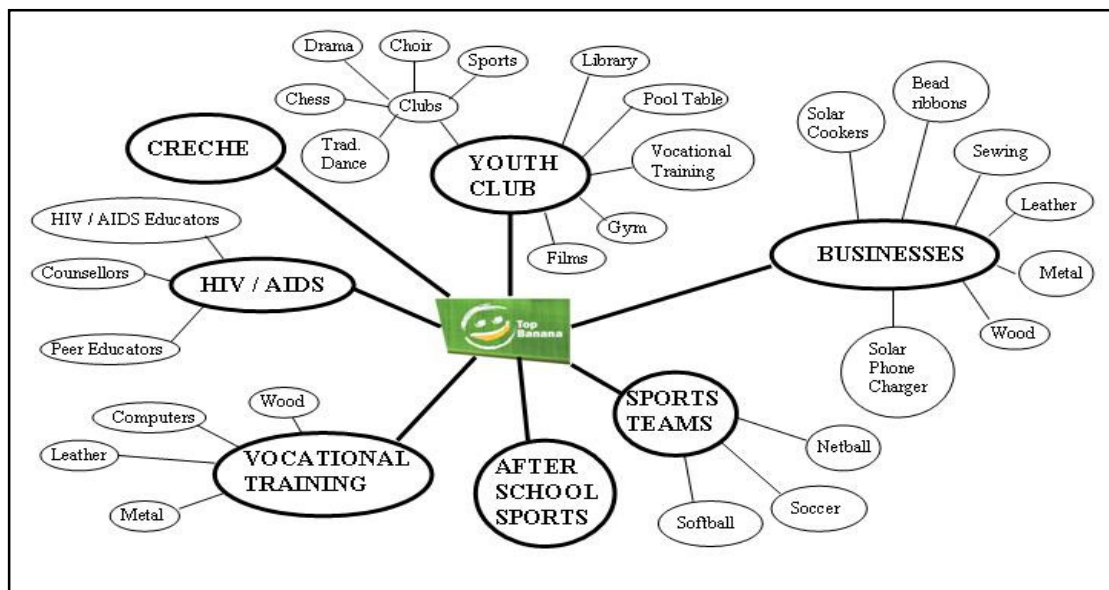 Drama
Choir
Sports
Chess
Clubs
Trad.
Dance
CRECHE
YOUTH
CLUB
Library
Pool Table
Vocational
Training
Gym
Films
Solar
Cookers
Bead
ribbons
Sewing
Leather
BUSINESSES
Metal
Wood
Solar
Phone
Charger
HIV / AIDS Educators
Counsellors
HIV / AIDS
Peer Educators
Top
Banana
Computers
Wood
Leather
VOCATIONAL
TRAINING
Metal
AFTER
SCHOOL
SPORTS
SPORTS
TEAMS
Netball
Soccer
Softball